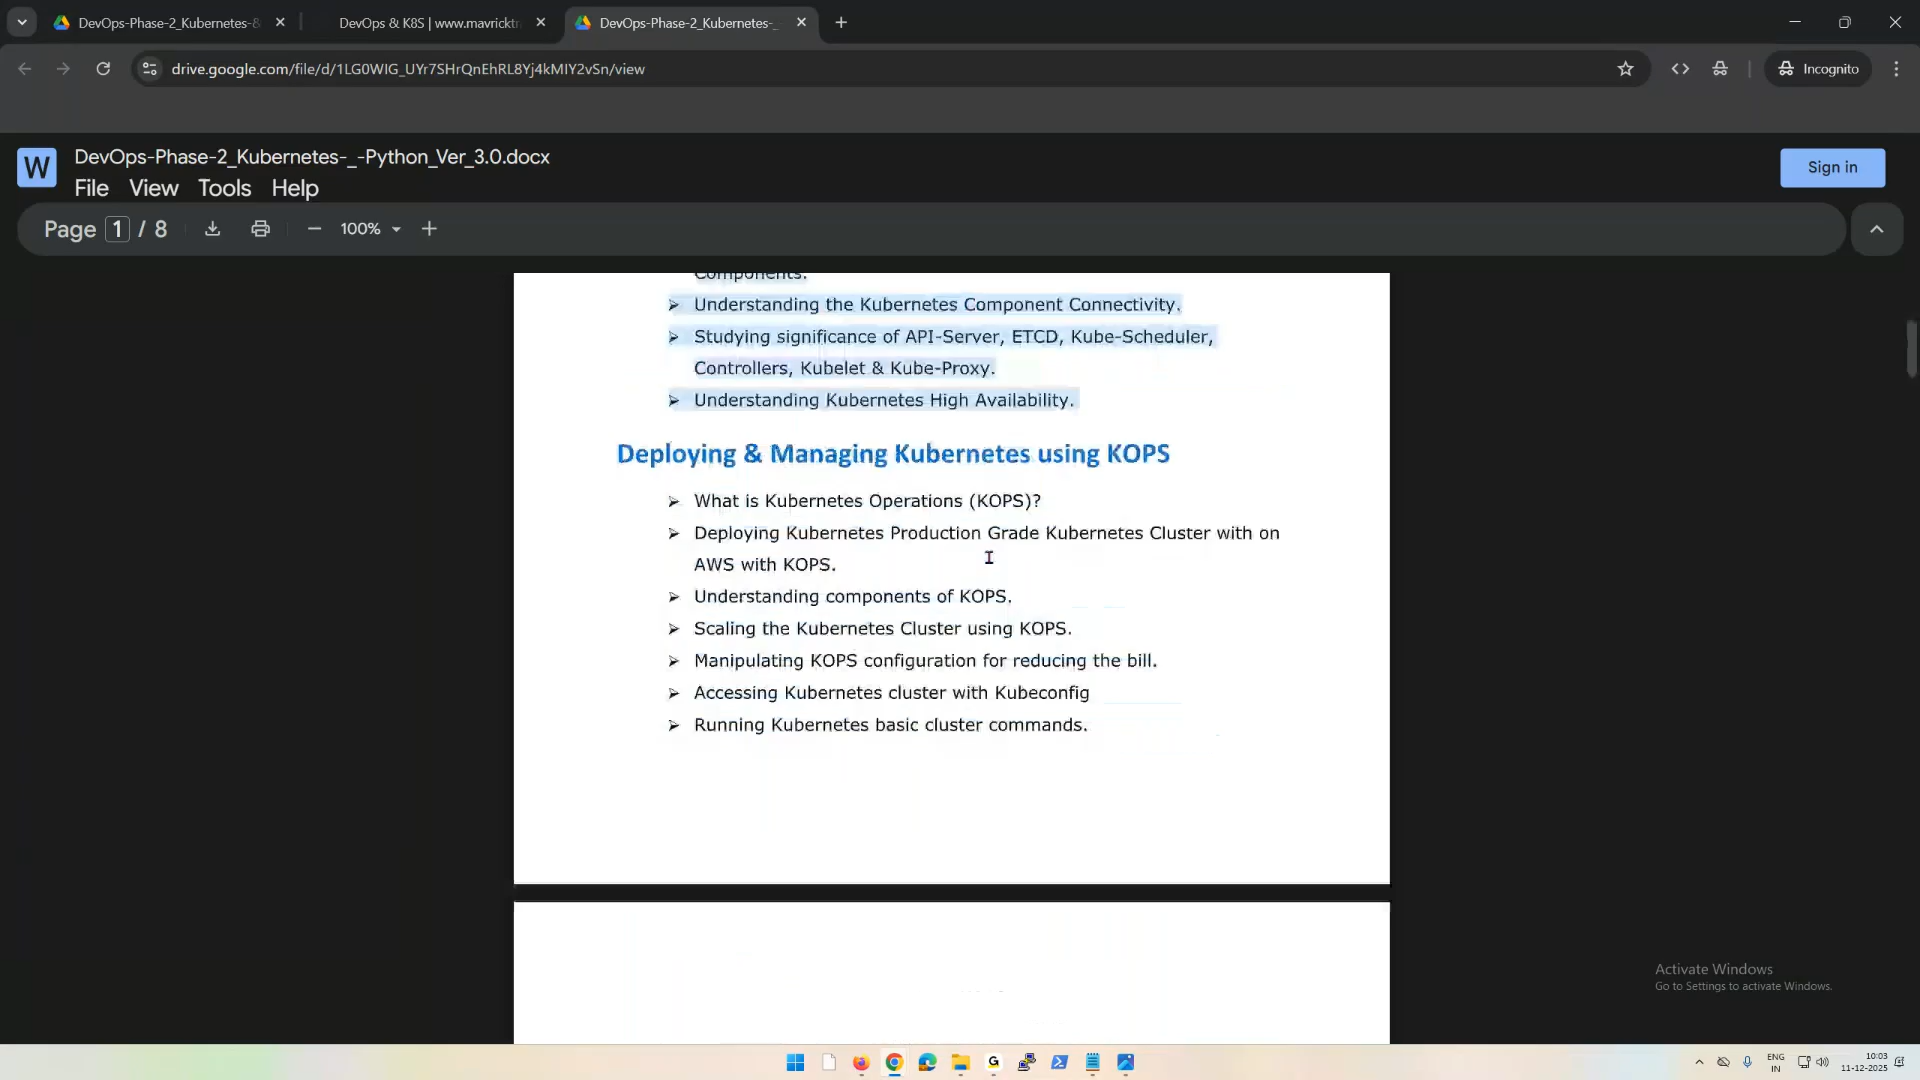 DevOps-Phase-2_Kubernetes-&
DevOps & K8S | www.mavricktr
DevOps-Phase-2_Kubernetes-_
drive.google.com/file/d/1LG0WIG_UYr7SHrQnEhRL8Yj4kMIY2vSn/view
Incognito
W
DevOps-Phase-2_Kubernetes-_-Python_Ver_3.0.docx
File View Tools Help
Sign in
Page 1 / 8
100%
Components.
➢ Understanding the Kubernetes Component Connectivity.
➢ Studying significance of API-Server, ETCD, Kube-Scheduler,
Controllers, Kubelet & Kube-Proxy.
➢ Understanding Kubernetes High Availability.
Deploying & Managing Kubernetes using KOPS
➢ What is Kubernetes Operations (KOPS)?
➢ Deploying Kubernetes Production Grade Kubernetes Cluster with on
AWS with KOPS.
➢ Understanding components of KOPS.
➢ Scaling the Kubernetes Cluster using KOPS.
➢ Manipulating KOPS configuration for reducing the bill.
➢ Accessing Kubernetes cluster with Kubeconfig
➢ Running Kubernetes basic cluster commands.
Activate Windows
Go to Settings to activate Windows.
G
ENG
IN
10:03
11-12-2025